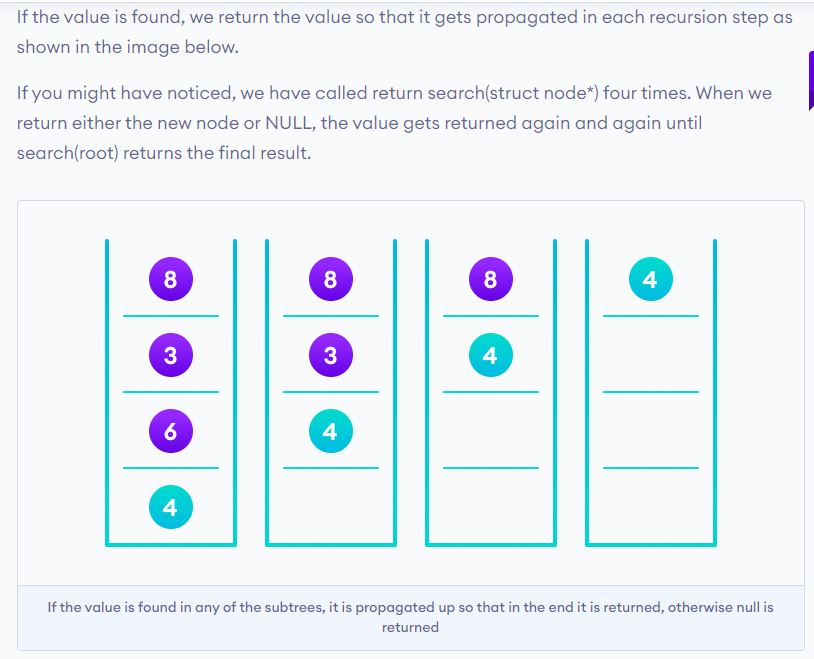 If the value is found, we return the value so that it gets propagated in each recursion step as
shown in the image below.
If you might have noticed, we have called return search(struct node*) four times. When we
return either the new node or NULL, the value gets returned again and again until
search(root) returns the final result.
8 8 8 4
3 3 4
6 4
4
If the value is found in any of the subtrees, it is propagated up so that in the end it is returned, otherwise null is
returned